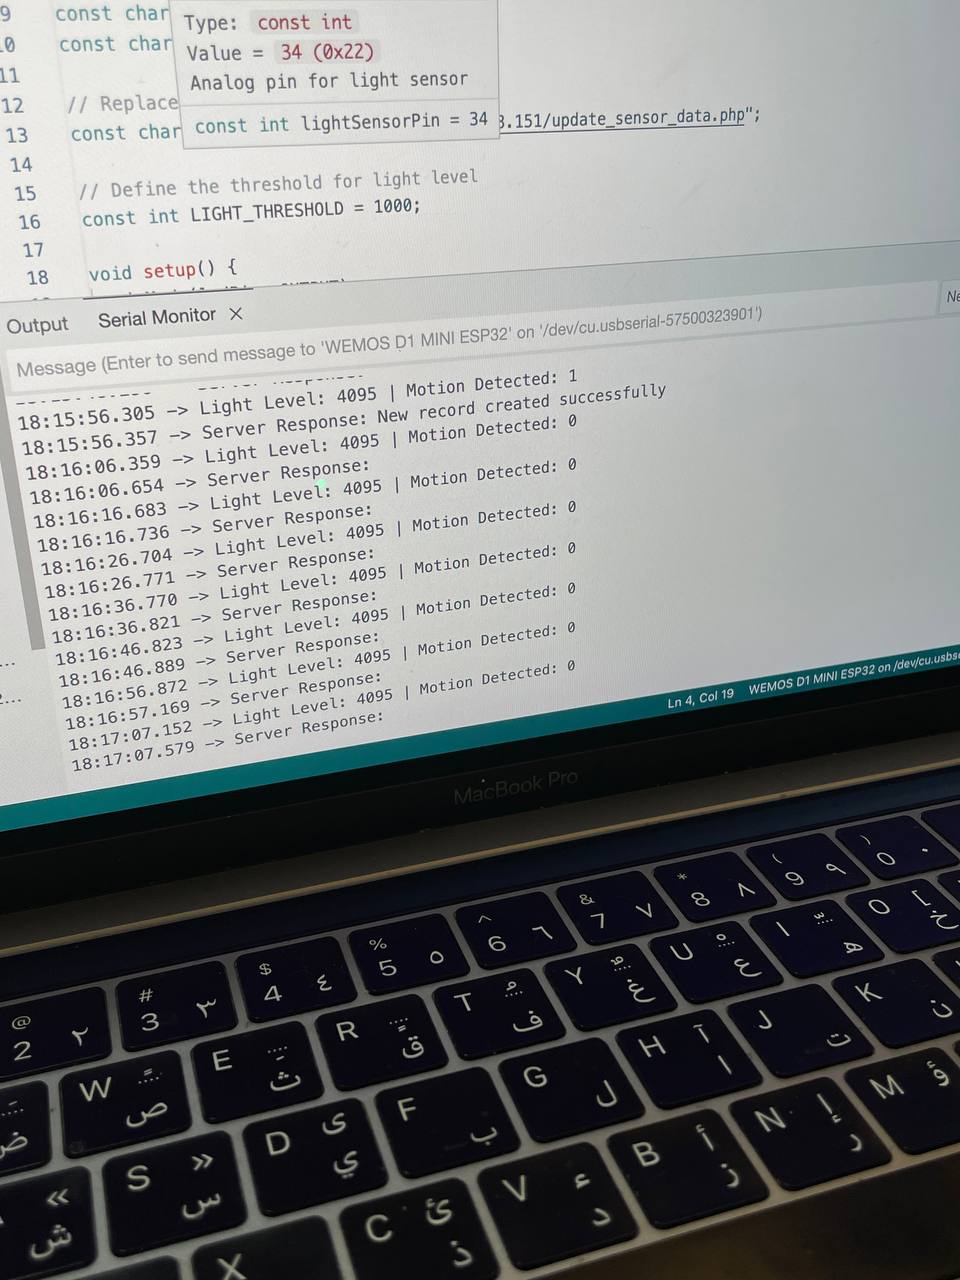 9 const char
10 const char
Type: const int
Value = 34 (0x22)
Analog pin for light sensor
const int lightSensorPin = 34
11
12 // Replace
13 const char 3.151/update_sensor_data.php";
14
15 // Define the threshold for light level
16 const int LIGHT_THRESHOLD = 1000;
17
18 void setup() {
Output Serial Monitor X
Message (Enter to send message to 'WEMOS D1 MINI ESP32' on '/dev/cu.usbserial-57500323901')
18:15:56.305 -> Light Level: 4095 | Motion Detected: 1
18:15:56.357 -> Server Response: New record created successfully
18:16:06.359 -> Light Level: 4095 | Motion Detected: 0
18:16:06.654 -> Server Response:
18:16:16.683 -> Light Level: 4095 | Motion Detected: 0
18:16:16.736 -> Server Response:
18:16:26.704 -> Light Level: 4095 | Motion Detected: 0
18:16:26.771 -> Server Response:
18:16:36.770 -> Light Level: 4095 | Motion Detected: 0
18:16:36.821 -> Server Response:
18:16:46.823 -> Light Level: 4095 | Motion Detected: 0
18:16:46.889 -> Server Response:
18:16:56.872 -> Light Level: 4095 | Motion Detected: 0
18:16:57.169 -> Server Response:
18:17:07.152 -> Light Level: 4095 | Motion Detected: 0
18:17:07.579 -> Server Response:
Ln 4, Col 19 WEMOS D1 MINI ESP32 on /dev/cu.usbse
MacBook Pro
@ # $ % ^ & * ( )
2 ٢ 3 ٣ 4 ٤ 5 ٥ 6 ٦ 7 ٧ 8 ٨ 9 ٩ 0 ٠
ض W ص E ث R ق T ف Y غ U ع I ه O خ [
ش » S س « D ي ى F ب G ل H ا آ J ت K ن
X C ئ ذ V ء د B أ ز N إ ر M ؤ